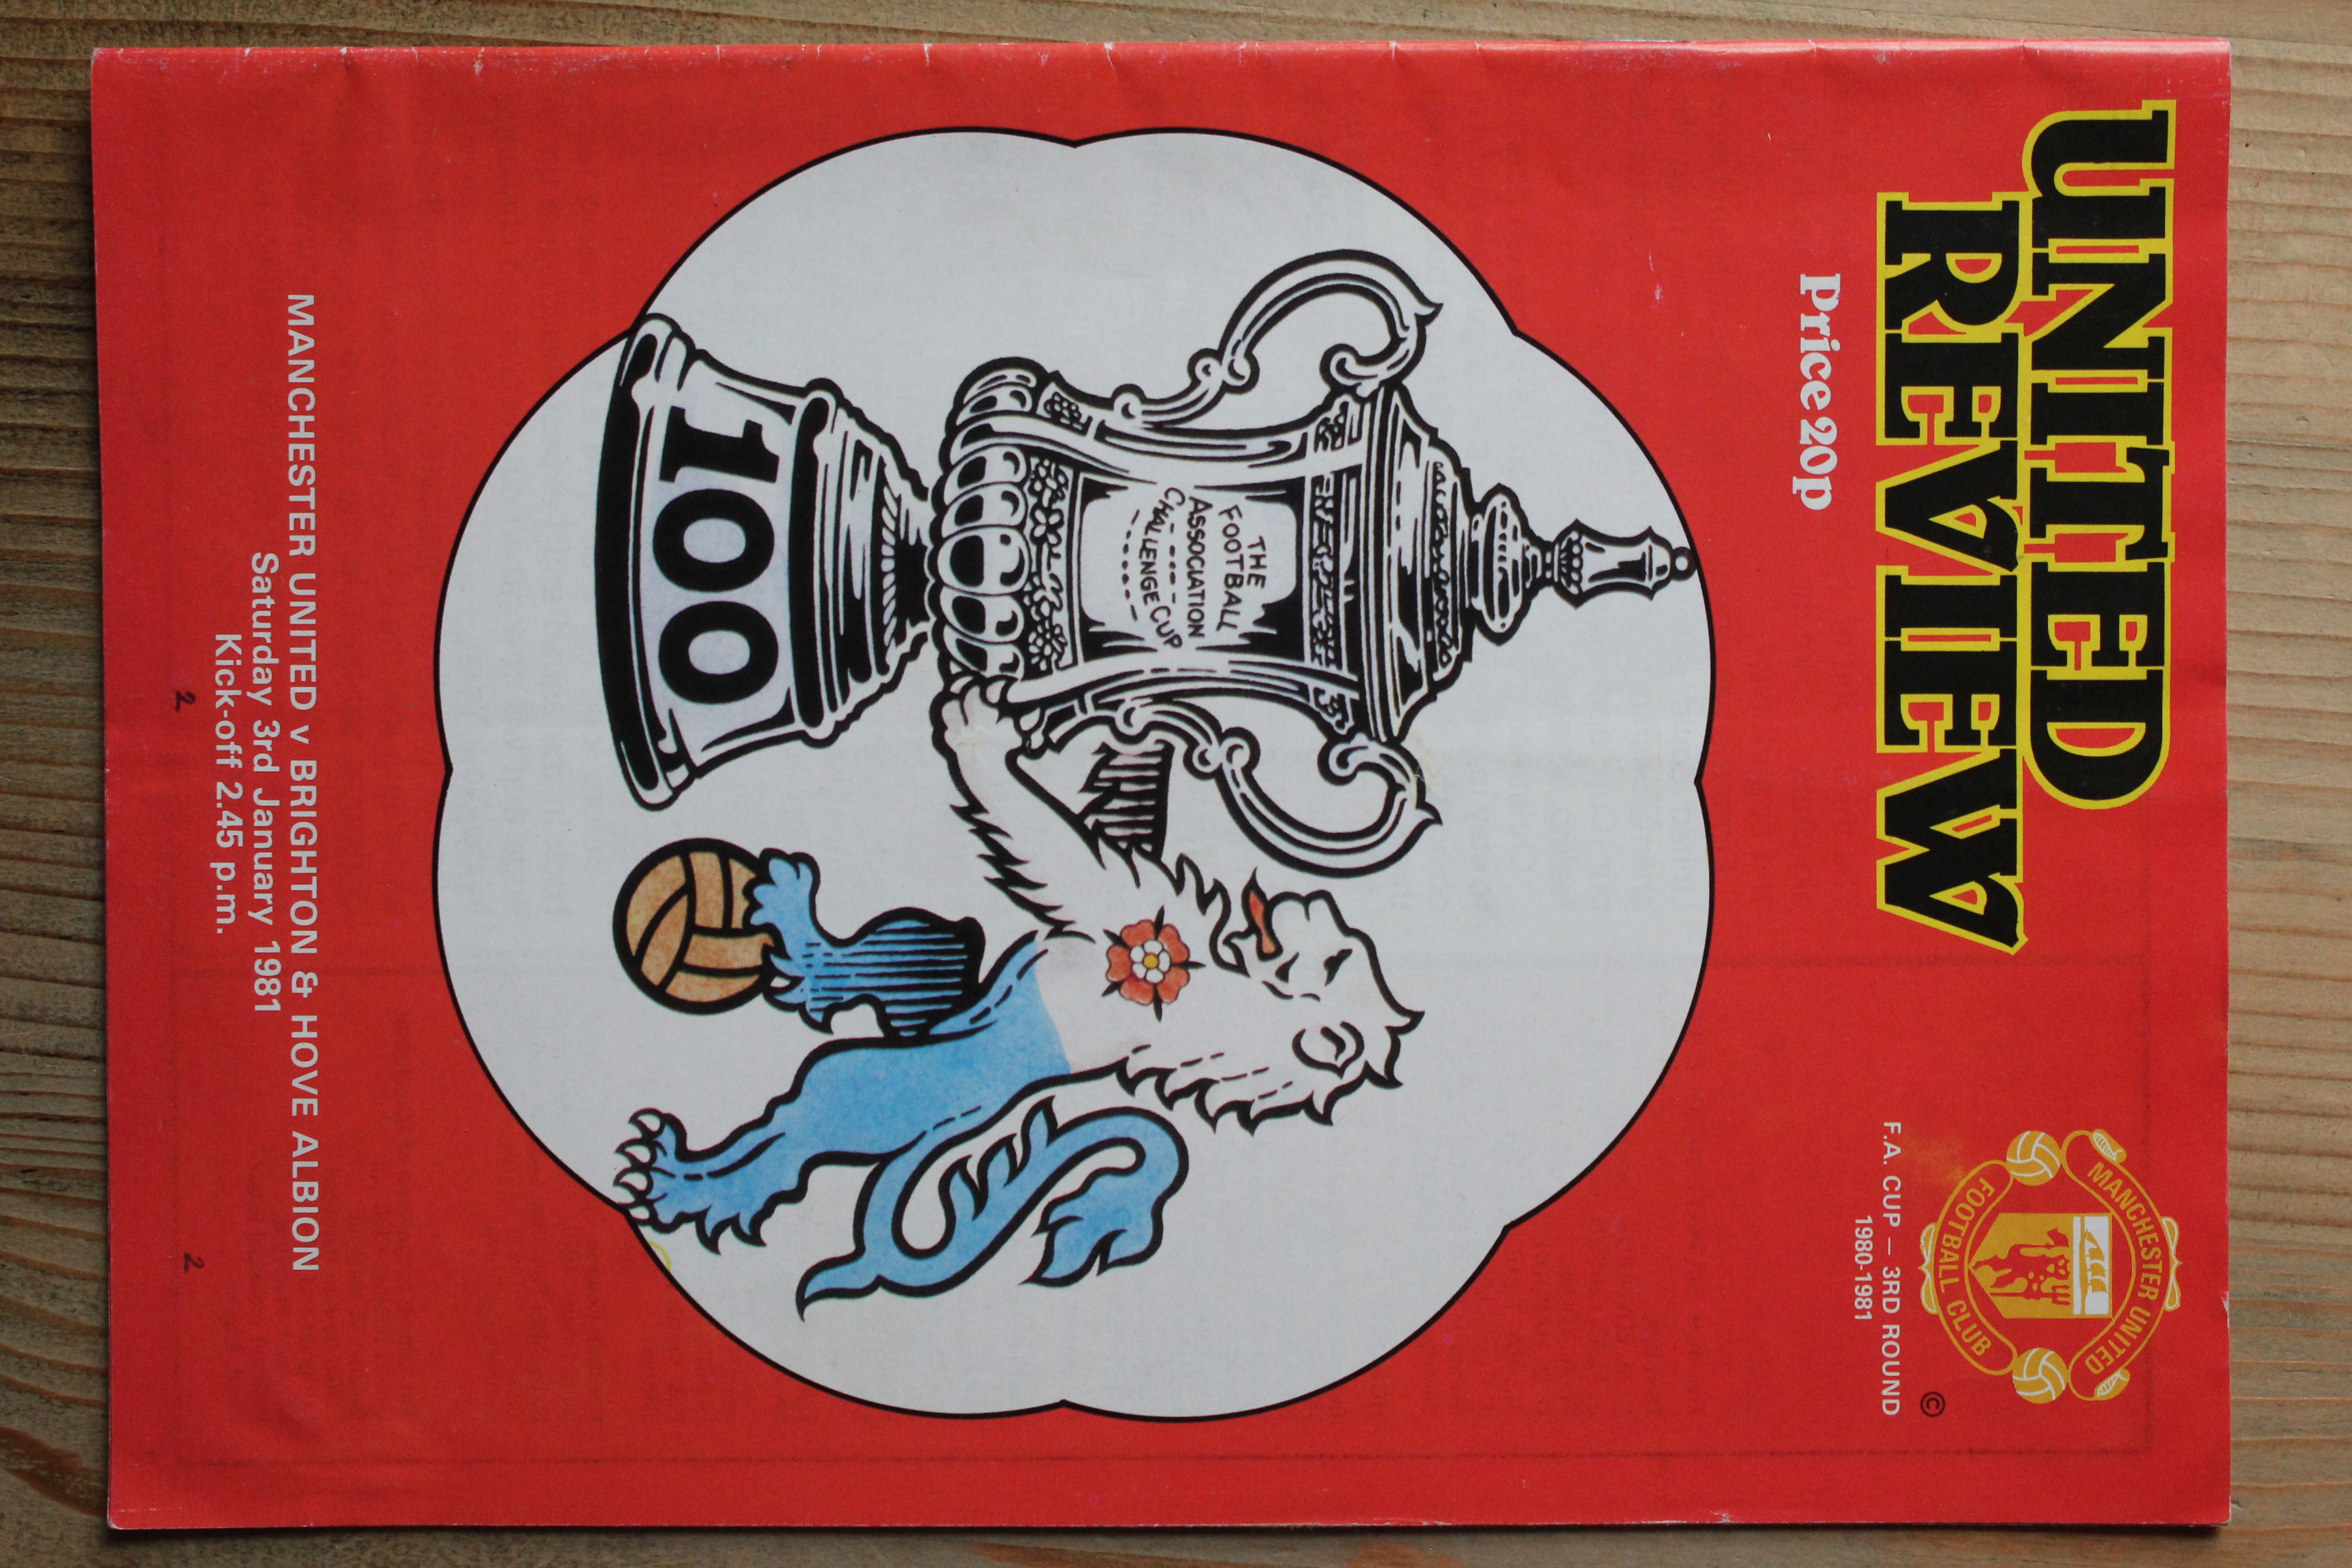 UNITED
REVIEW
Price 20p
MANCHESTER UNITED
FOOTBALL CLUB
©
F.A. CUP — 3RD ROUND
1980-1981
THE
FOOTBALL
ASSOCIATION
CHALLENGE CUP
100
MANCHESTER UNITED v BRIGHTON & HOVE ALBION
Saturday 3rd January 1981
Kick-off 2.45 p.m.
2 2